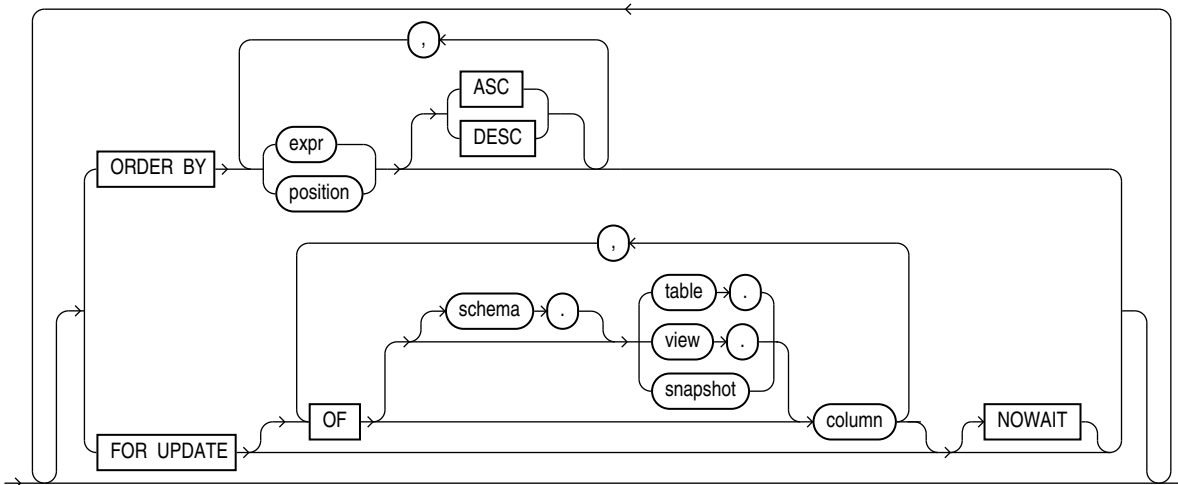 ,
ASC
DESC
expr
ORDER BY
position
,
schema .
table .
view .
snapshot
OF
column
NOWAIT
FOR UPDATE